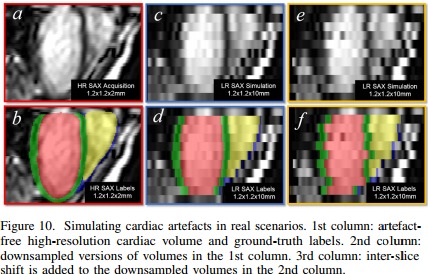 a
HR SAX Acquisition
1.2x1.2x2mm
c
LR SAX Simulation
1.2x1.2x10mm
e
LR SAX Simulation
1.2x1.2x10mm
b
HR SAX Labels
1.2x1.2x2mm
d
LR SAX Labels
1.2x1.2x10mm
f
LR SAX Labels
1.2x1.2x10mm
Figure 10. Simulating cardiac artefacts in real scenarios. 1st column: artefact-
free high-resolution cardiac volume and ground-truth labels. 2nd column:
downsampled versions of volumes in the 1st column. 3rd column: inter-slice
shift is added to the downsampled volumes in the 2nd column.